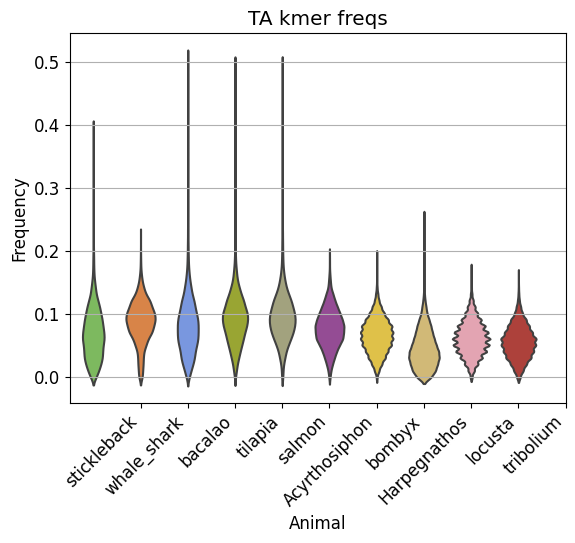 TA kmer freqs
Frequency
0.5
0.4
0.3
0.2
0.1
0.0
stickleback
whale_shark
bacalao
tilapia
salmon
Acyrthosiphon
bombyx
Harpegnathos
locusta
tribolium
Animal